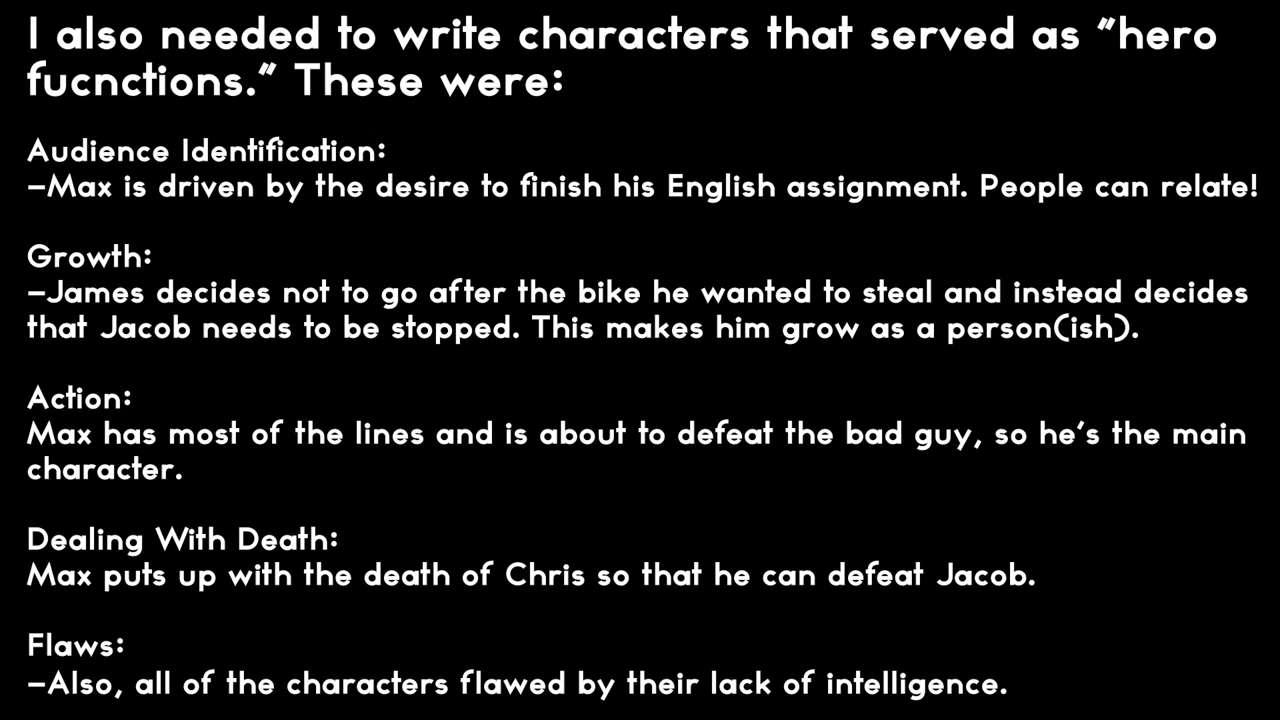 I also needed to write characters that served as “hero
fucnctions.” These were:
Audience Identification:
-Max is driven by the desire to finish his English assignment. People can relate!
Growth:
-James decides not to go after the bike he wanted to steal and instead decides
that Jacob needs to be stopped. This makes him grow as a person(ish).
Action:
Max has most of the lines and is about to defeat the bad guy, so he’s the main
character.
Dealing With Death:
Max puts up with the death of Chris so that he can defeat Jacob.
Flaws:
-Also, all of the characters flawed by their lack of intelligence.